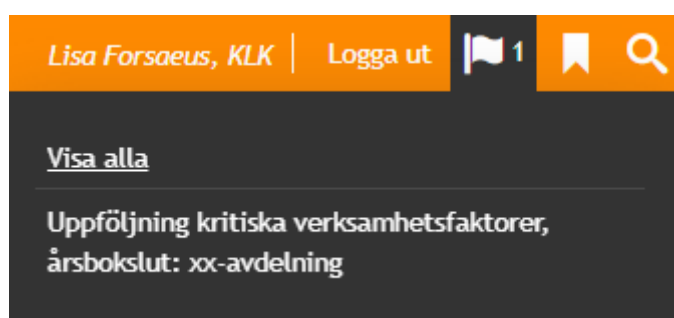 Lisa Forsaeus, KLK Logga ut 1
Visa alla
Uppföljning kritiska verksamhetsfaktorer,
årsbokslut: xx-avdelning